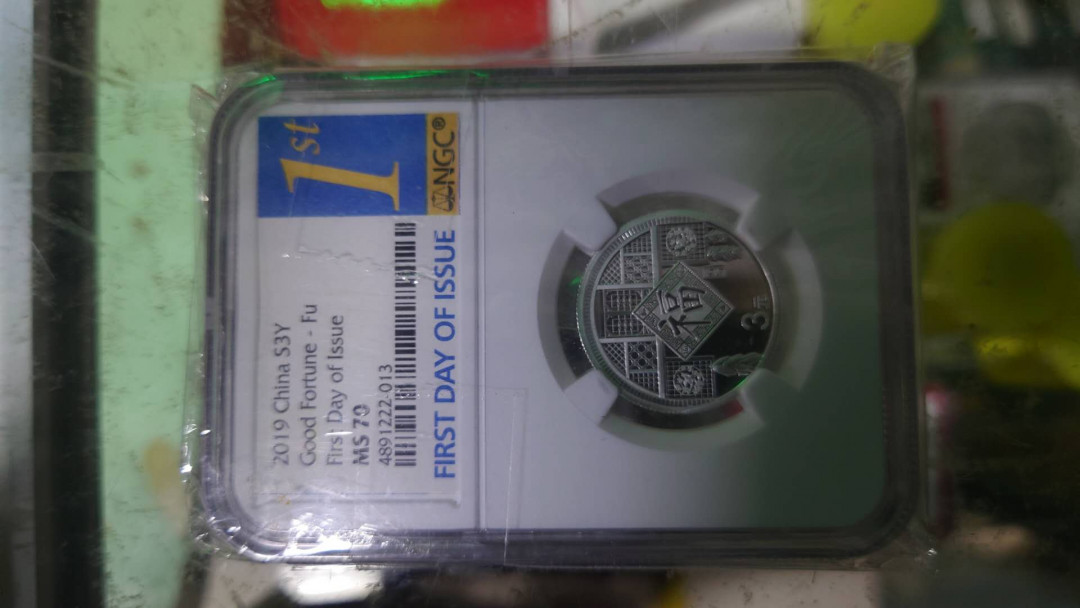 1st
NGC®
2019 China S3Y
Good Fortune - Fu
First Day of Issue
MS 70
4891222-013
FIRST DAY OF ISSUE
福
3元